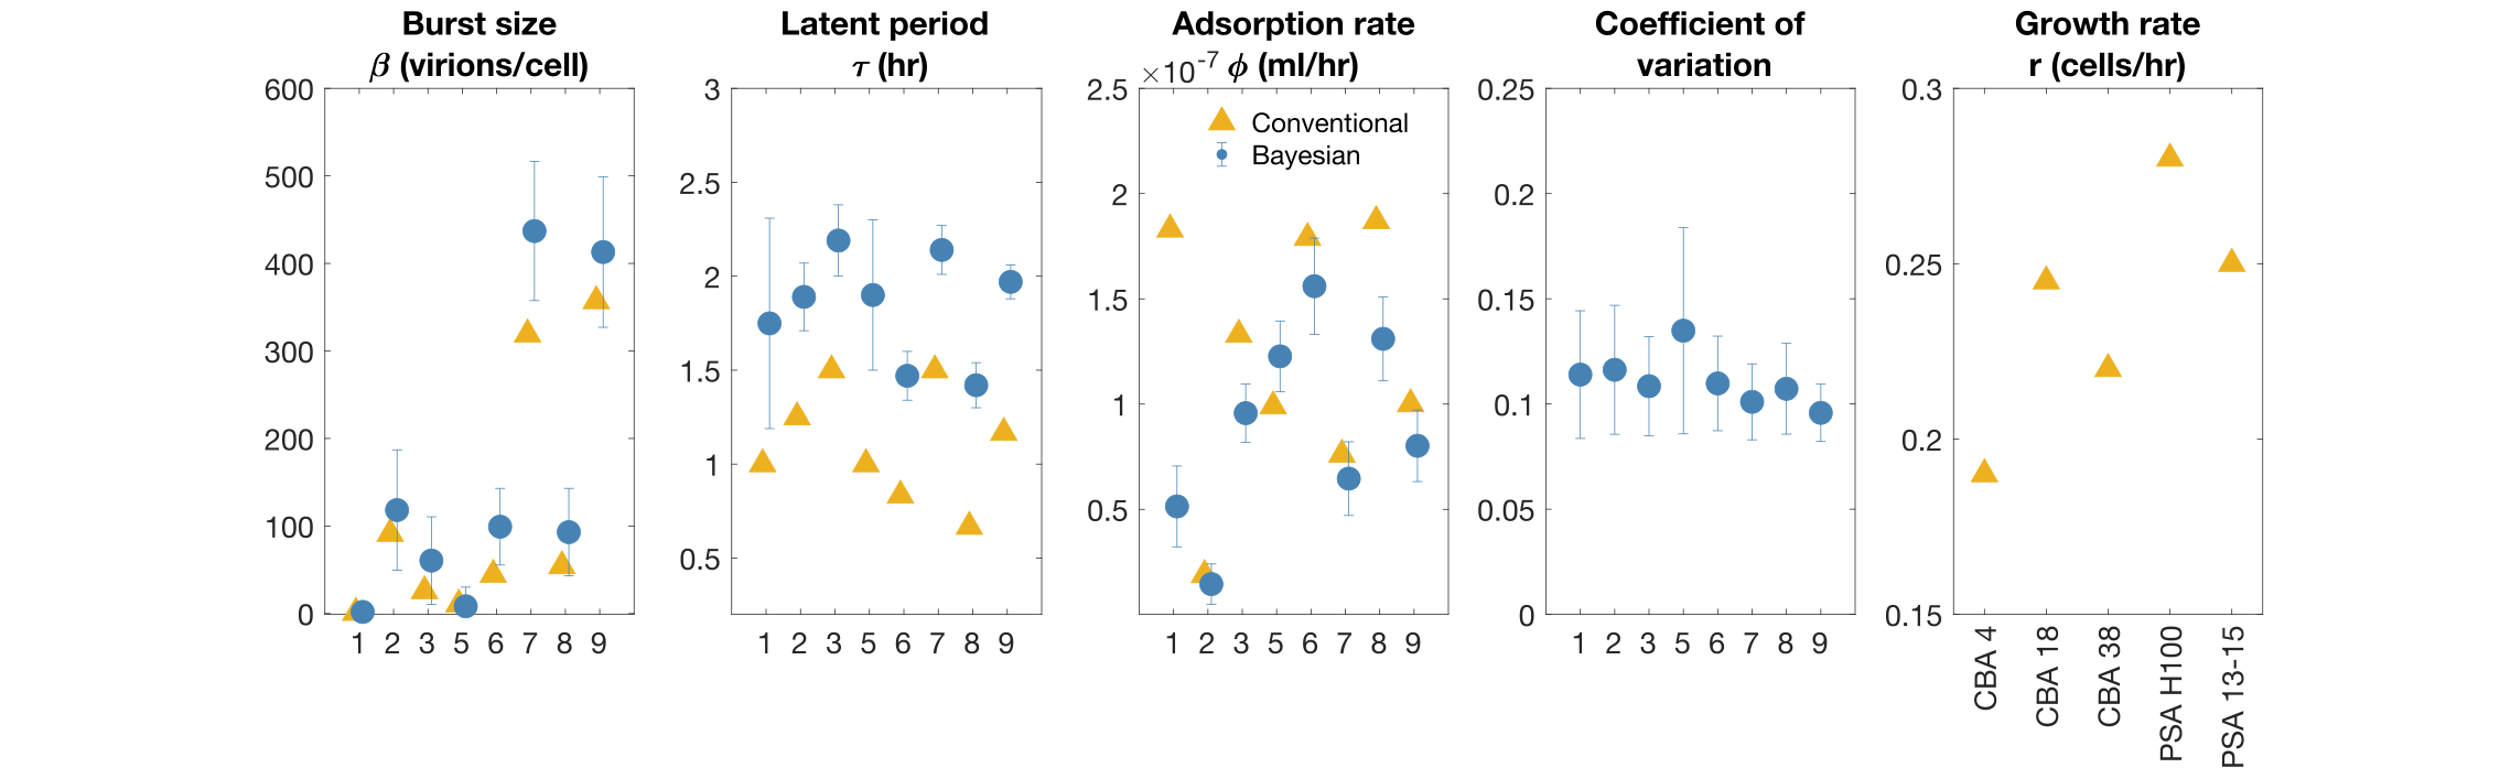 Burst size
β (virions/cell)
600
500
400
300
200
100
0
1 2 3 5 6 7 8 9
Latent period
τ (hr)
3
2.5
2
1.5
1
0.5
1 2 3 5 6 7 8 9
Adsorption rate
×10-7 ϕ (ml/hr)
2.5
2
1.5
1
0.5
Conventional
Bayesian
1 2 3 5 6 7 8 9
Coefficient of
variation
0.25
0.2
0.15
0.1
0.05
0
1 2 3 5 6 7 8 9
Growth rate
r (cells/hr)
0.3
0.25
0.2
0.15
CBA 4
CBA 18
CBA 38
PSA H100
PSA 13-15